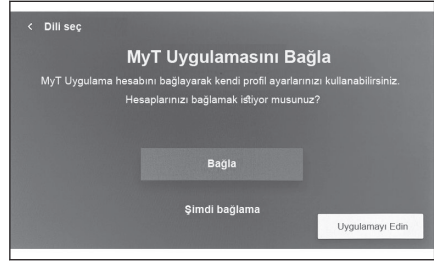 < Dili seç
MyT Uygulamasını Bağla
MyT Uygulama hesabını bağlayarak kendi profil ayarlarınızı kullanabilirsiniz.
Hesaplarınızı bağlamak istiyor musunuz?
Bağla
Şimdi bağlama
Uygulamayı Edin